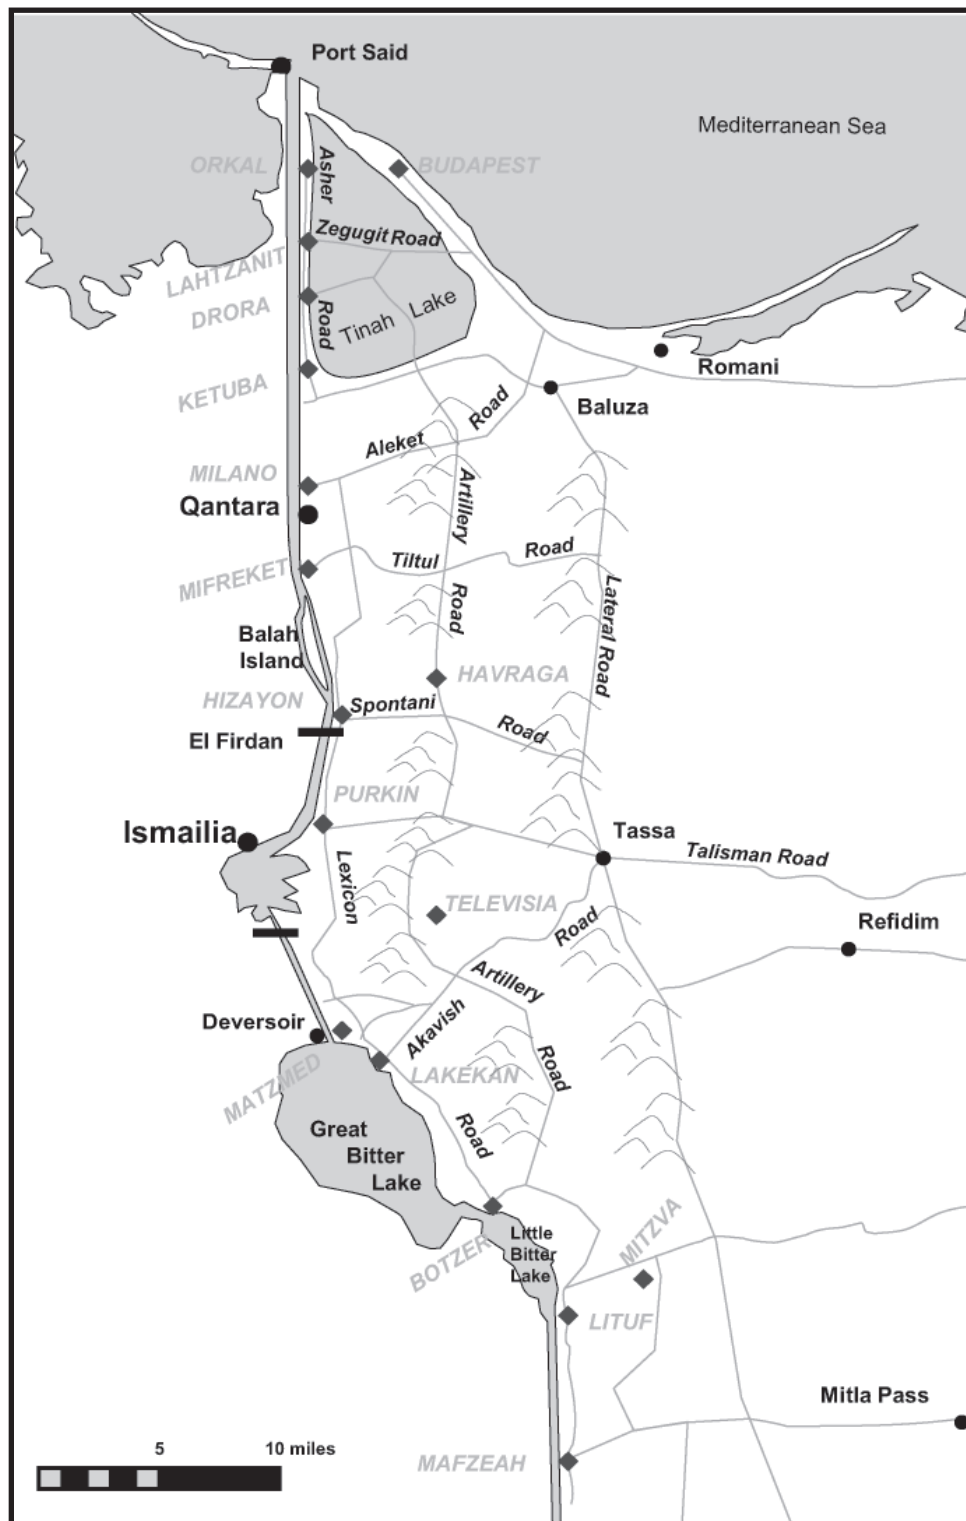 Port Said
Mediterranean Sea
ORKAL
Asher
BUDAPEST
Zegugit Road
LAHTZANIT
DRORA
Road
Tinah Lake
Romani
KETUBA
Baluza
Road
Aleket
MILANO
Artillery
Qantara
Tiltul
Road
MIFREKET
Road
Lateral Road
Balah
Island
HAVRAGA
HIZAYON
Spontani
Road
El Firdan
PURKIN
Ismailia
Tassa
Talisman Road
Lexicon
TELEVISIA
Road
Refidim
Artillery
Deversoir
Akavish
Road
LAKEKAN
MATZMED
Great
Bitter
Lake
Road
MITZVA
Little
Bitter
Lake
BOTZER
LITUF
Mitla Pass
5
10 miles
MAFZEAH